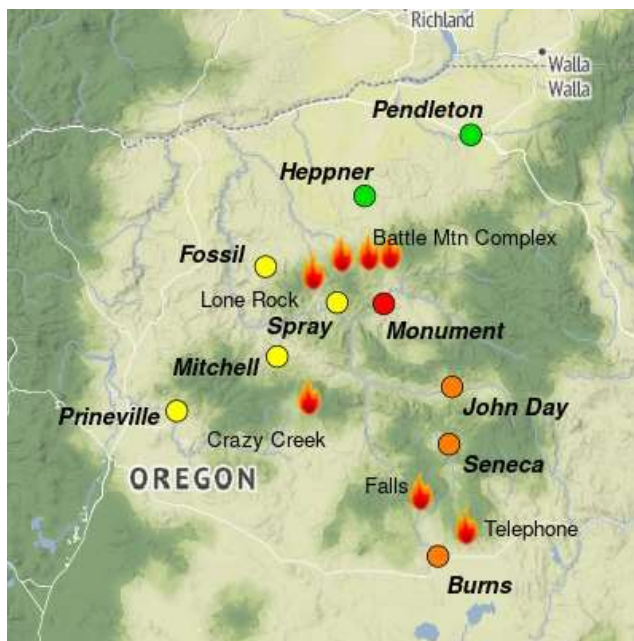 Richland
Walla
Walla
Pendleton
Heppner
Battle Mtn Complex
Fossil
Lone Rock
Spray
Monument
Mitchell
Prineville
John Day
Crazy Creek
Seneca
OREGON
Falls
Telephone
Burns